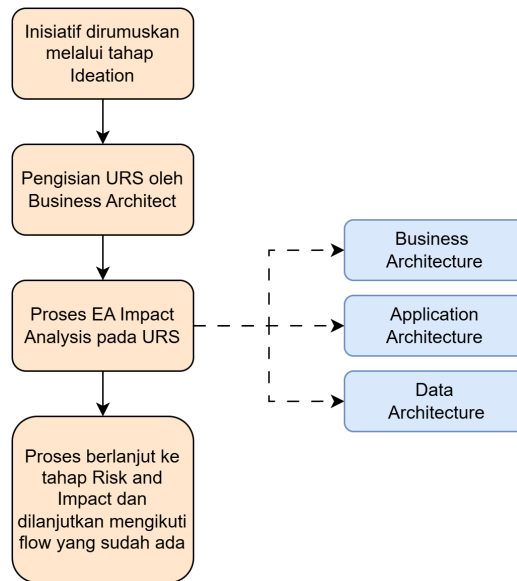 Inisiatif dirumuskan
melalui tahap
Ideation
Pengisian URS oleh
Business Architect
Proses EA Impact
Analysis pada URS
Business
Architecture
Application
Architecture
Data
Architecture
Proses berlanjut ke
tahap Risk and
Impact dan
dilanjutkan mengikuti
flow yang sudah ada